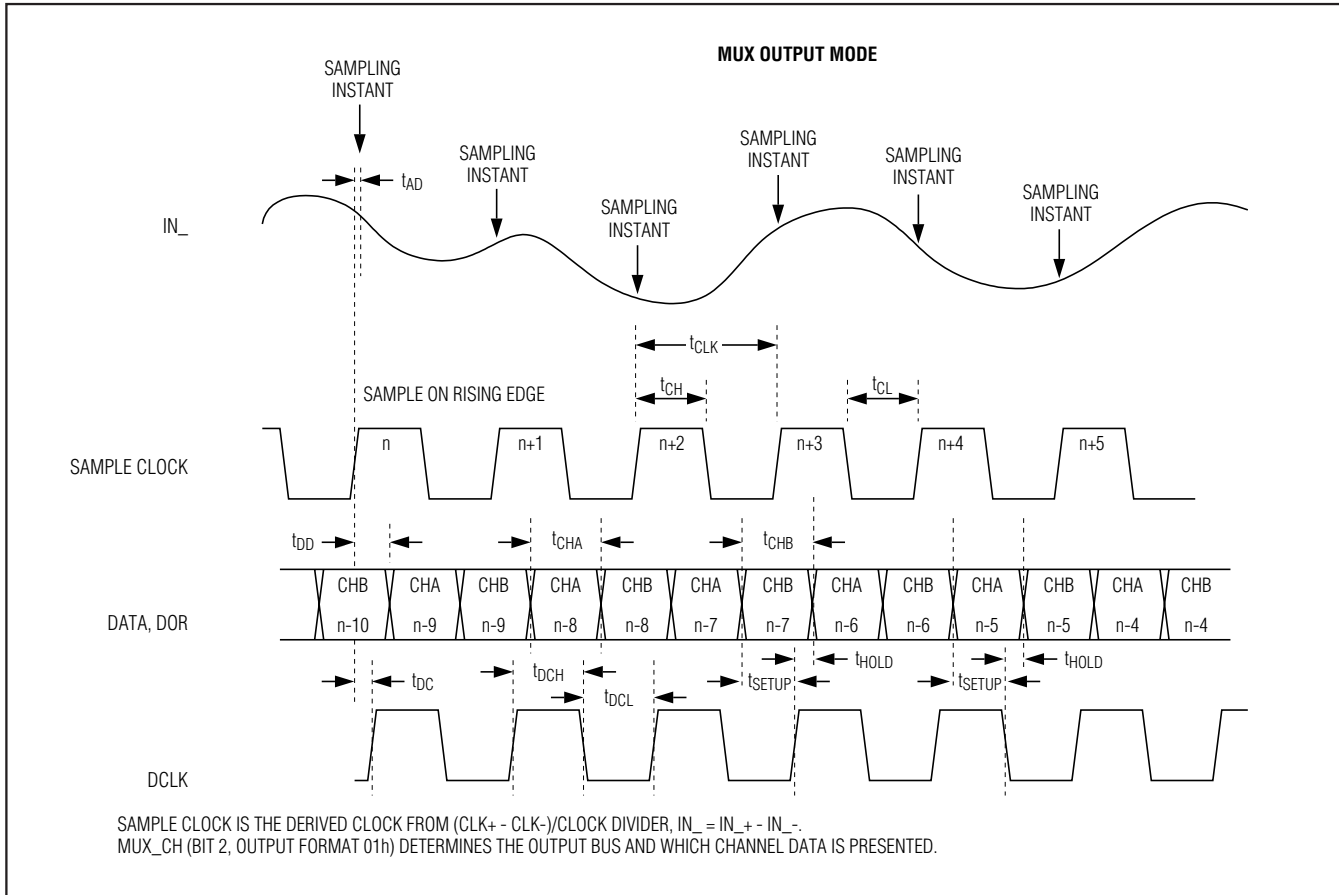 MUX OUTPUT MODE
SAMPLING
INSTANT
SAMPLING
INSTANT
SAMPLING
INSTANT
SAMPLING
INSTANT
SAMPLING
INSTANT
SAMPLING
INSTANT
tAD
IN_
tCLK
tCH
tCL
SAMPLE ON RISING EDGE
n n+1 n+2 n+3 n+4 n+5
SAMPLE CLOCK
tDD tCHA tCHB
CHB CHA CHB CHA CHB CHA CHB CHA CHB CHA CHB CHA CHB
DATA, DOR
n-10 n-9 n-9 n-8 n-8 n-7 n-7 n-6 n-6 n-5 n-5 n-4 n-4
tDC tDCH tDCL tSETUP tHOLD tSETUP tHOLD
DCLK
SAMPLE CLOCK IS THE DERIVED CLOCK FROM (CLK+ - CLK-)/CLOCK DIVIDER, IN_ = IN_+ - IN_-.
MUX_CH (BIT 2, OUTPUT FORMAT 01h) DETERMINES THE OUTPUT BUS AND WHICH CHANNEL DATA IS PRESENTED.